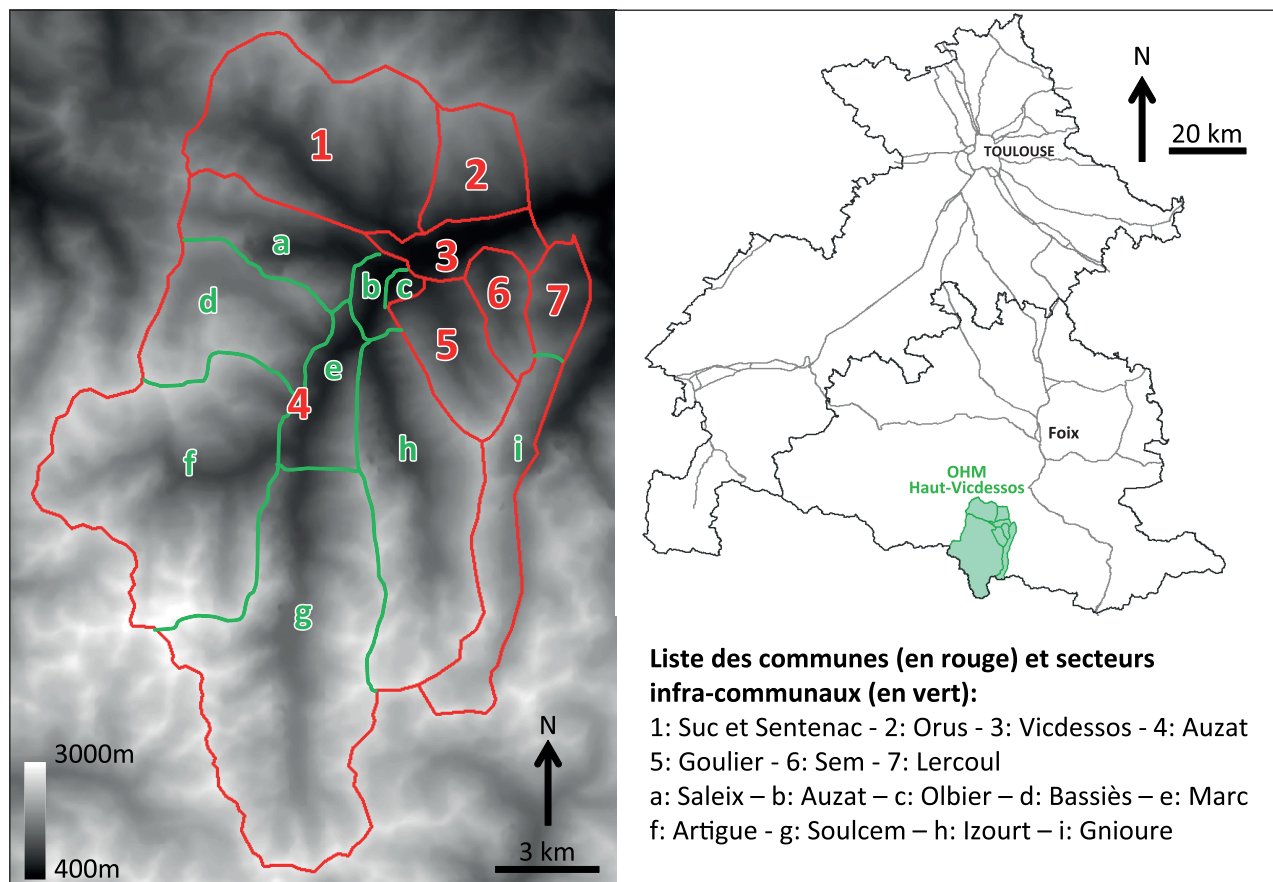 1
2
3
4
5
6
7
a
b
c
d
e
f
g
h
i
3000m
400m
N
3 km
N
20 km
TOULOUSE
Foix
OHM
Haut-Vicdessos
Liste des communes (en rouge) et secteurs
infra-communaux (en vert):
1: Suc et Sentenac - 2: Orus - 3: Vicdessos - 4: Auzat
5: Goulier - 6: Sem - 7: Lercoul
a: Saleix – b: Auzat – c: Olbier – d: Bassiès – e: Marc
f: Artigue - g: Soulcem – h: Izourt – i: Gnioure